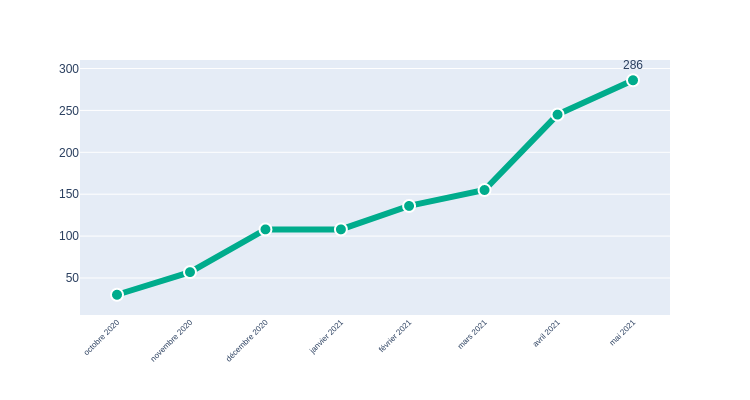 286
300
250
200
150
100
50
octobre 2020
novembre 2020
décembre 2020
janvier 2021
février 2021
mars 2021
avril 2021
mai 2021